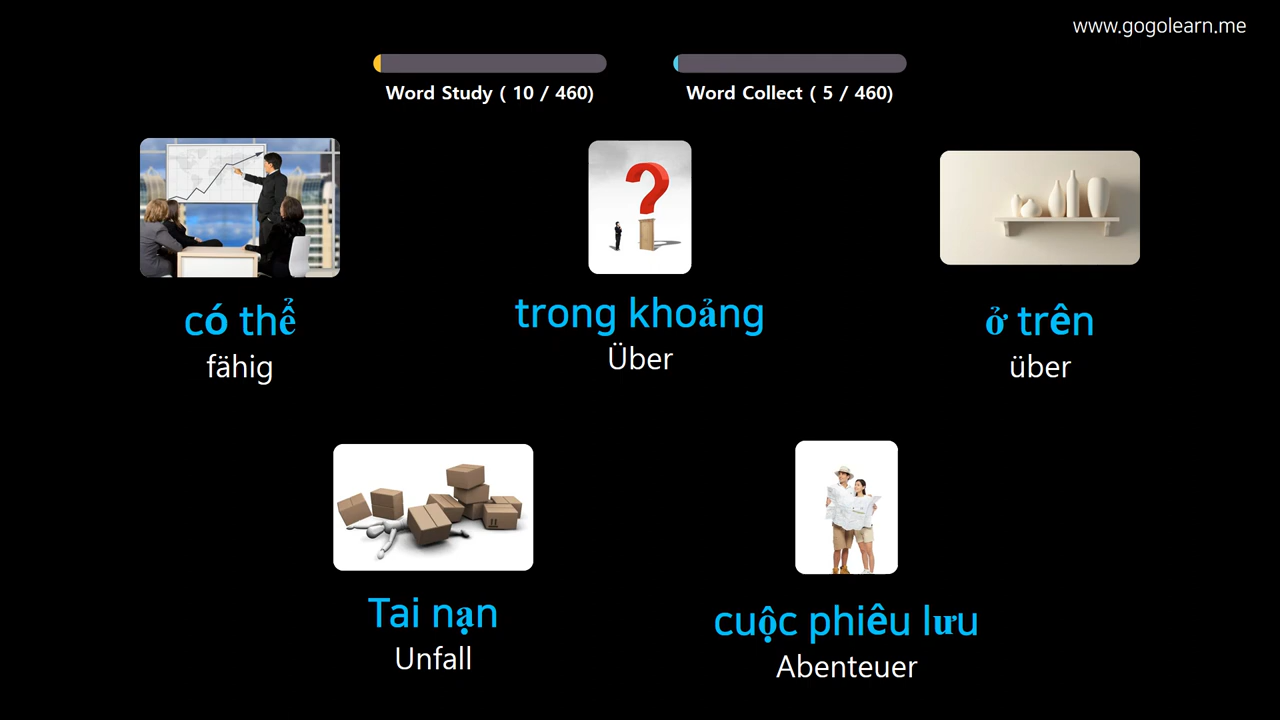 www.gogolearn.me
Word Study ( 10 / 460)
Word Collect ( 5 / 460)
có thể
fähig
trong khoảng
Über
ở trên
über
Tai nạn
Unfall
cuộc phiêu lưu
Abenteuer